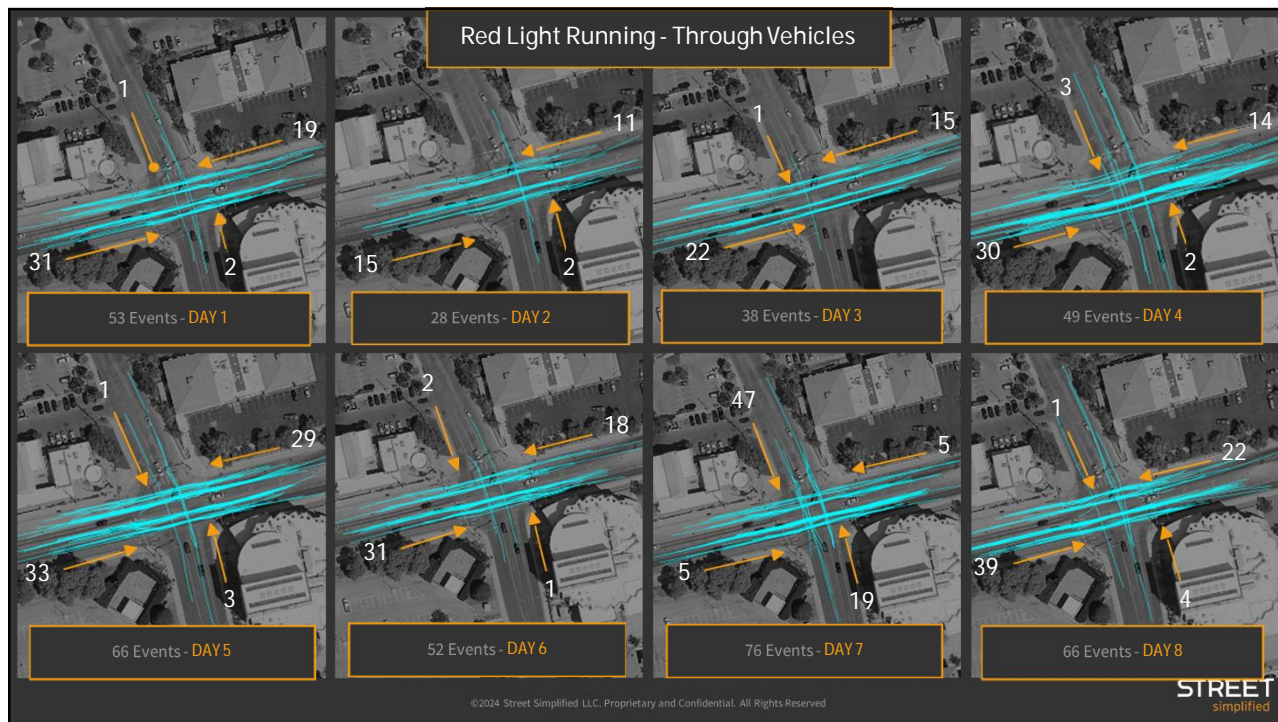 Red Light Running - Through Vehicles
1
19
31
2
53 Events - DAY 1
11
15
2
28 Events - DAY 2
1
15
22
38 Events - DAY 3
3
14
30
2
49 Events - DAY 4
1
29
33
3
66 Events - DAY 5
2
18
31
1
52 Events - DAY 6
47
5
5
19
76 Events - DAY 7
1
22
39
4
66 Events - DAY 8
©2024 Street Simplified LLC. Proprietary and Confidential. All Rights Reserved
STREET
simplified